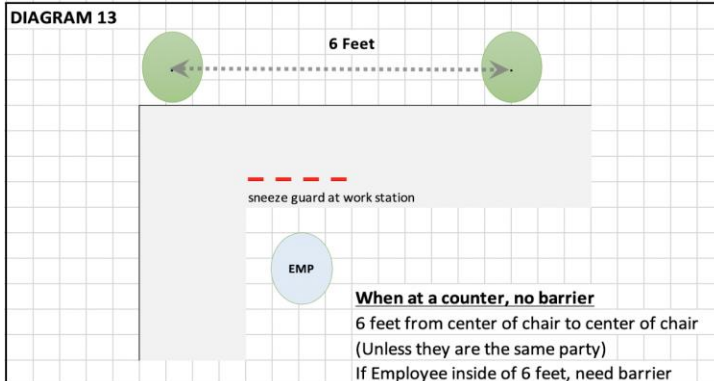 DIAGRAM 13
6 Feet
sneeze guard at work station
EMP
When at a counter, no barrier
6 feet from center of chair to center of chair
(Unless they are the same party)
If Employee inside of 6 feet, need barrier